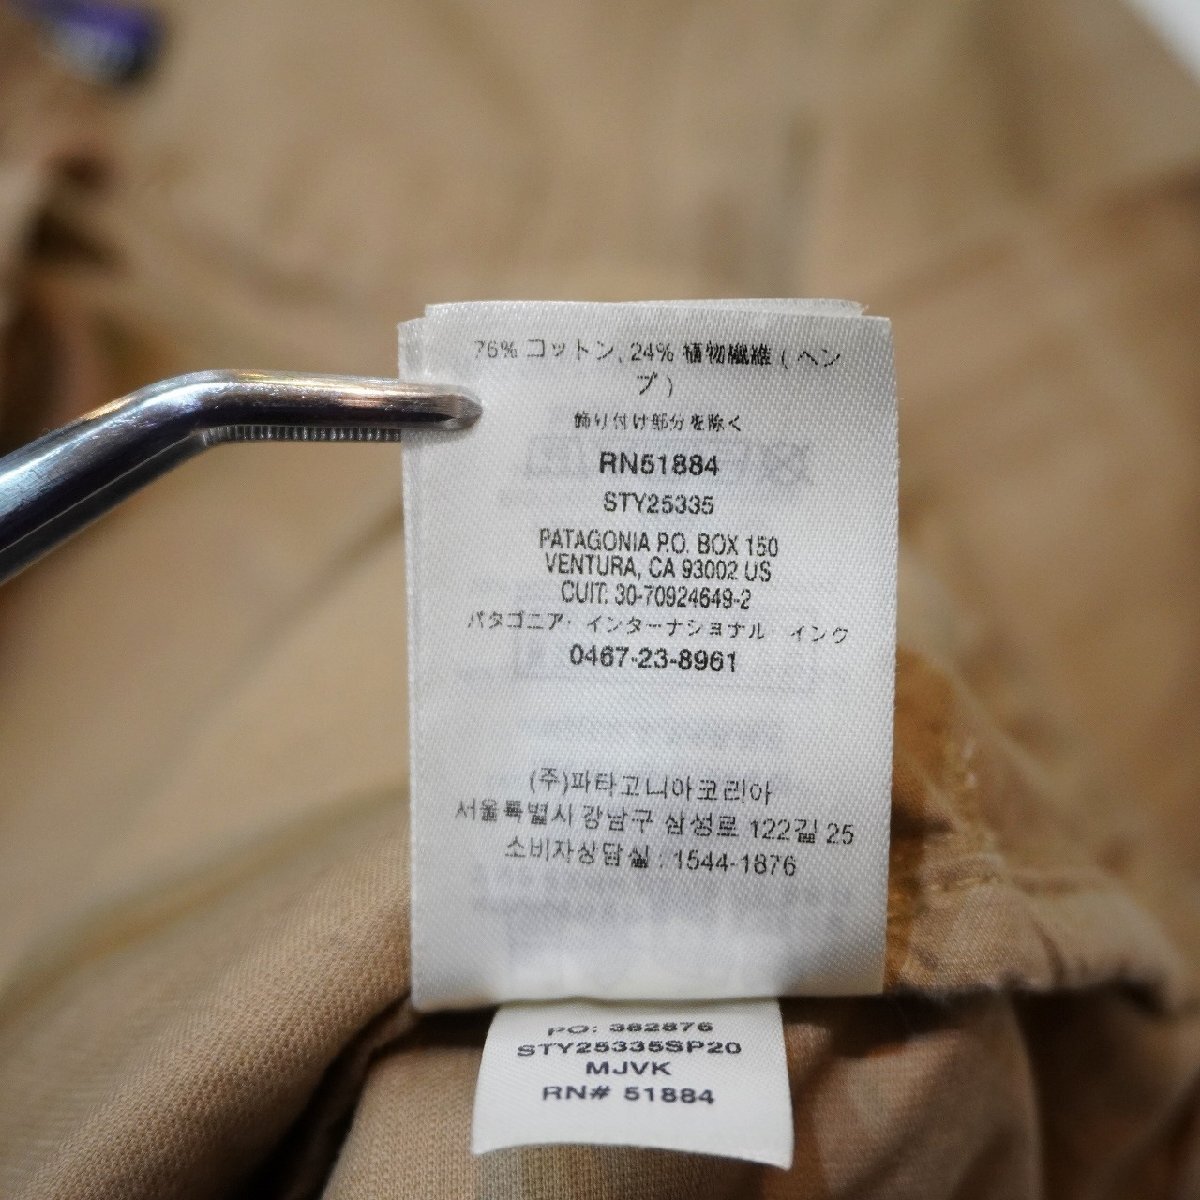 76% コットン, 24% 植物繊維 ( ヘン
プ )
飾り付け部分を除く
RN51884
STY25335
PATAGONIA P.O. BOX 150
VENTURA, CA 93002 US
CUIT: 30-70924649-2
パタゴニア・インターナショナル・インク
0467-23-8961
(주)파타고니아코리아
서울특별시 강남구 삼성로 122길 25
소비자상담실 : 1544-1876
PO: 382876
STY25335SP20
MJVK
RN# 51884